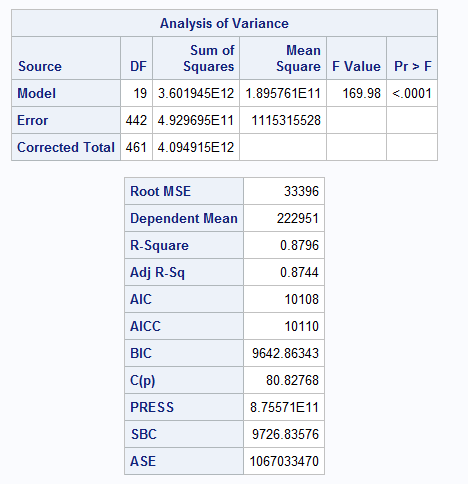 Analysis of Variance
Source DF Sum of Squares Mean Square F Value Pr > F
Model 19 3.601945E12 1.895761E11 169.98 <.0001
Error 442 4.929695E11 1115315528
Corrected Total 461 4.094915E12
Root MSE 33396
Dependent Mean 222951
R-Square 0.8796
Adj R-Sq 0.8744
AIC 10108
AICC 10110
BIC 9642.86343
C(p) 80.82768
PRESS 8.75571E11
SBC 9726.83576
ASE 1067033470